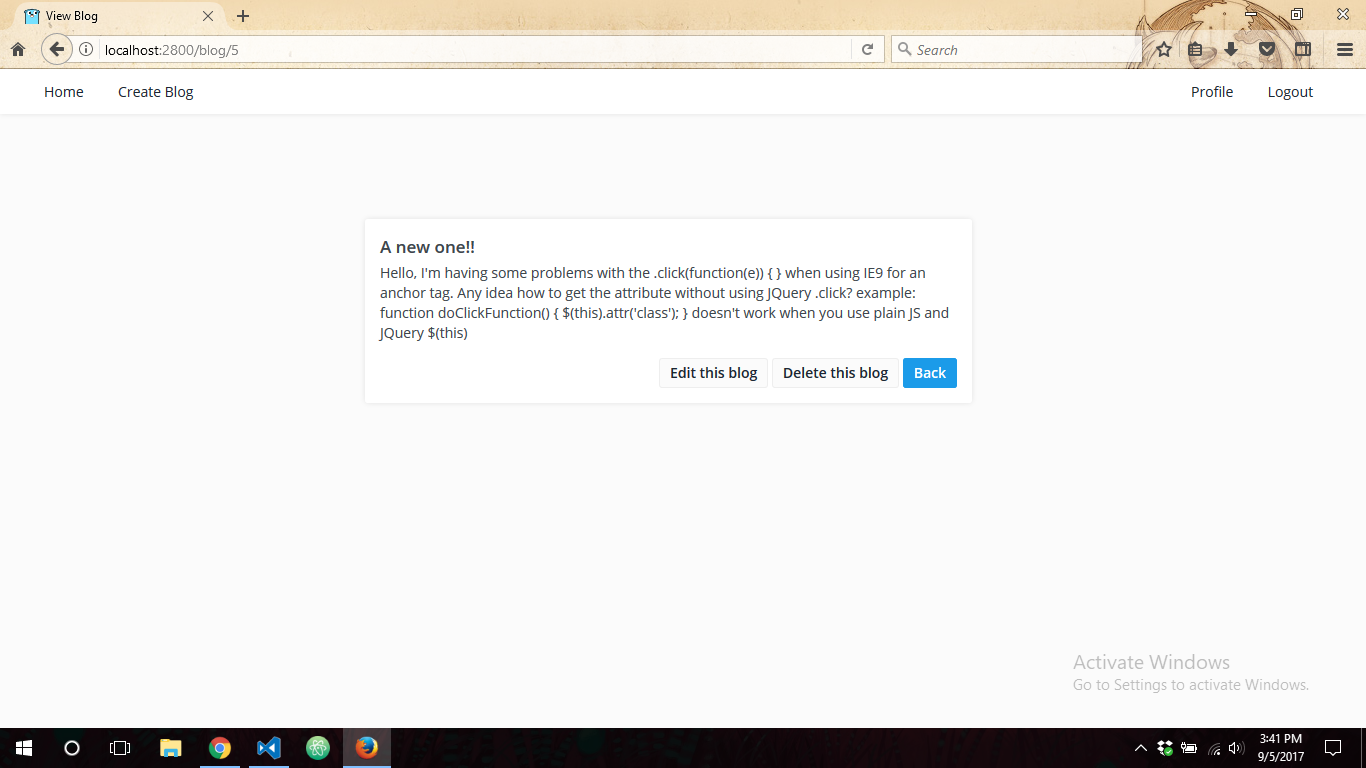 View Blog
localhost:2800/blog/5
Search
Home Create Blog Profile Logout
A new one!!
Hello, I'm having some problems with the .click(function(e)) { } when using IE9 for an
anchor tag. Any idea how to get the attribute without using JQuery .click? example:
function doClickFunction() { $(this).attr('class'); } doesn't work when you use plain JS and
JQuery $(this)
Edit this blog Delete this blog Back
Activate Windows
Go to Settings to activate Windows.
3:41 PM
9/5/2017